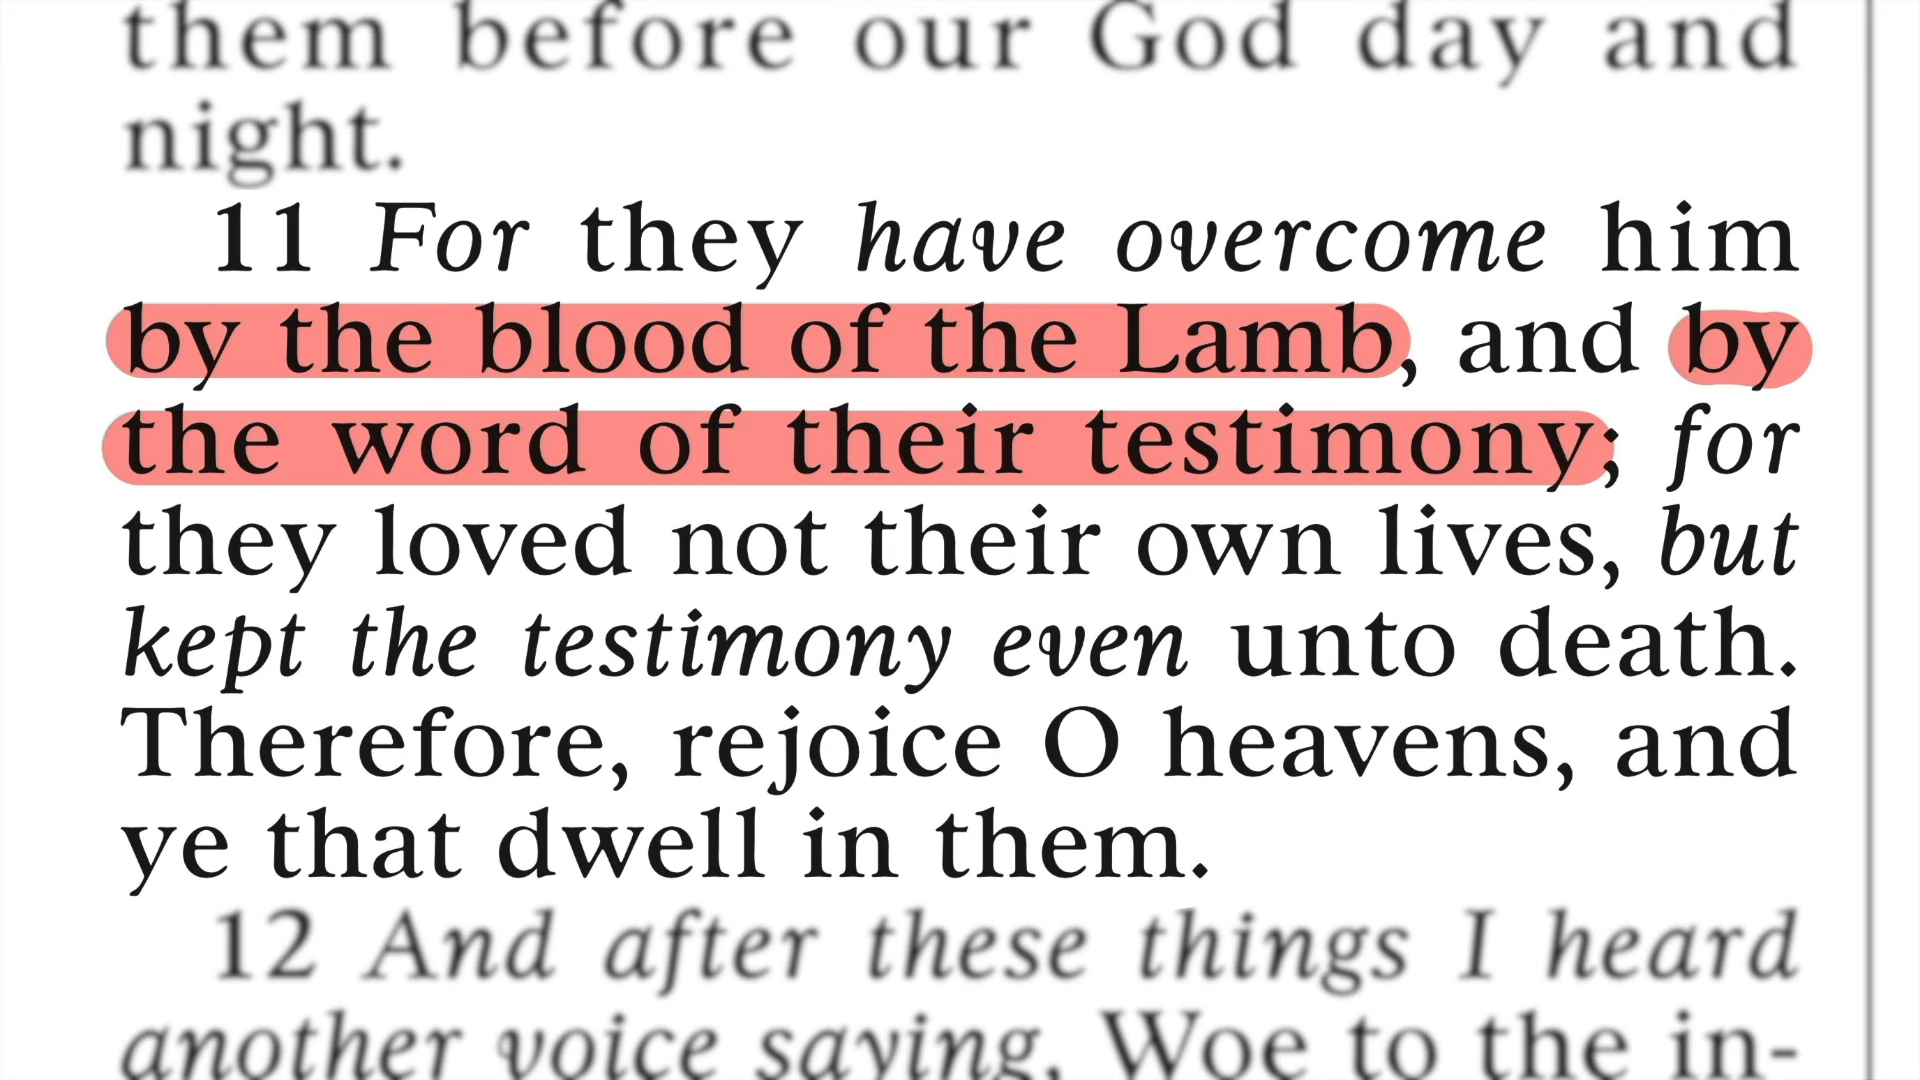 them before our God day and
night.
11 For they have overcome him
by the blood of the Lamb, and by
the word of their testimony; for
they loved not their own lives, but
kept the testimony even unto death.
Therefore, rejoice O heavens, and
ye that dwell in them.
12 And after these things I heard
another voice saying, Woe to the in-